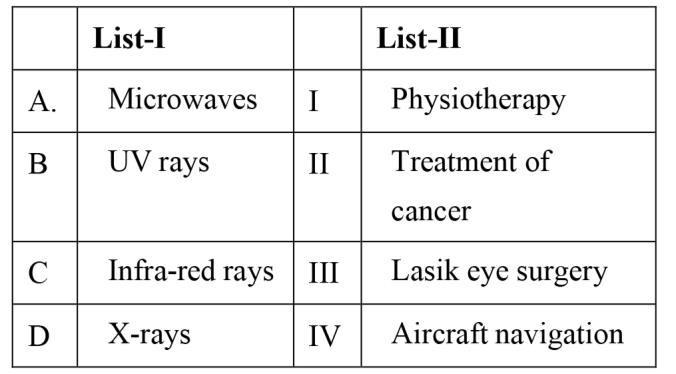 List-I List-II
A. Microwaves I Physiotherapy
B UV rays II Treatment of
cancer
C Infra-red rays III Lasik eye surgery
D X-rays IV Aircraft navigation